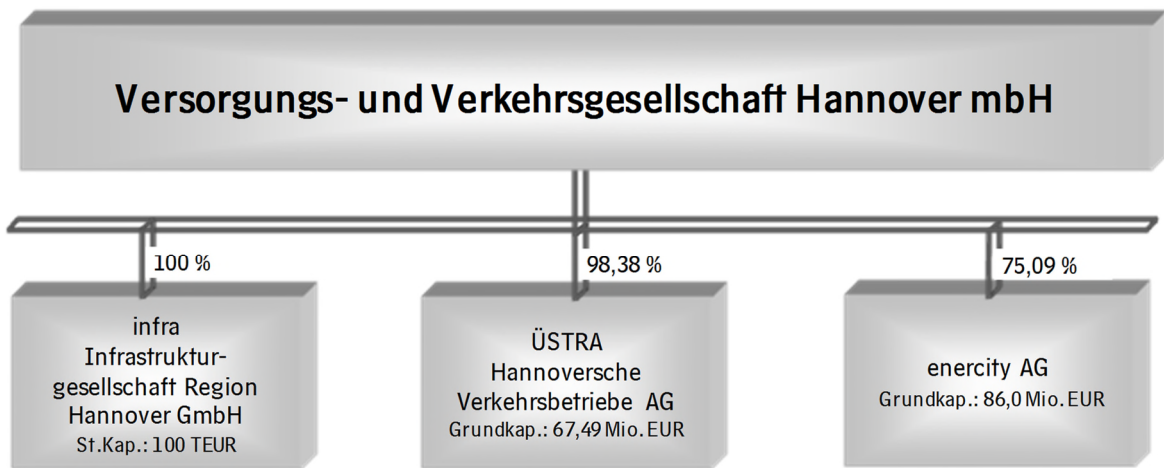 Versorgungs- und Verkehrsgesellschaft Hannover mbH
100 %
98,38 %
75,09 %
infra
Infrastruktur-
gesellschaft Region
Hannover GmbH
St.Kap.: 100 TEUR
ÜSTRA
Hannoversche
Verkehrsbetriebe AG
Grundkap.: 67,49 Mio. EUR
enercity AG
Grundkap.: 86,0 Mio. EUR